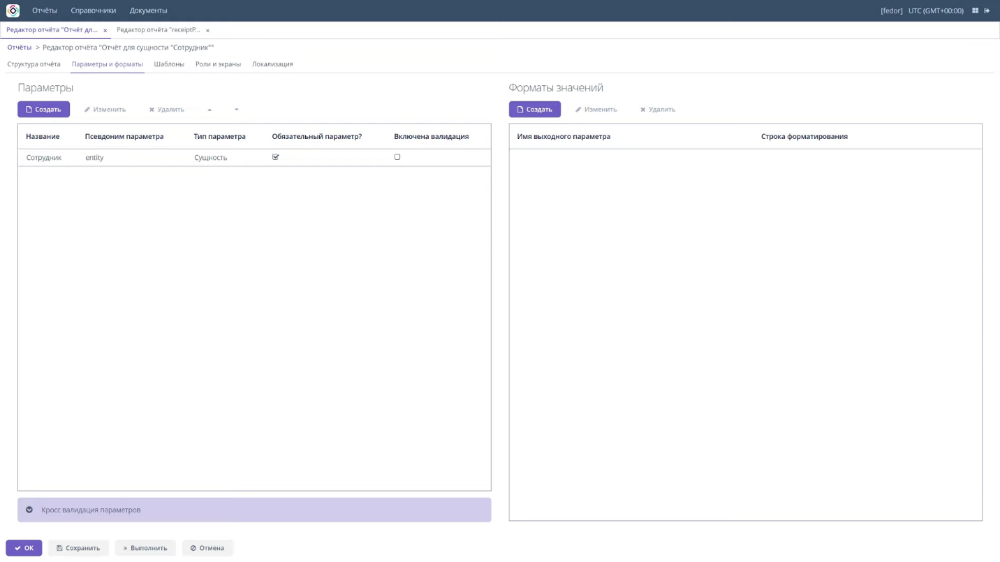 Отчёты Справочники Документы [fedor] UTC (GMT+00:00)
Редактор отчёта "Отчёт дл... × Редактор отчёта "receiptP... ×
Отчёты > Редактор отчёта "Отчёт для сущности "Сотрудник""
Структура отчёта Параметры и форматы Шаблоны Роли и экраны Локализация
Параметры
Создать Изменить Удалить
Название Псевдоним параметра Тип параметра Обязательный параметр? Включена валидация
Сотрудник entity Сущность
Кросс валидация параметров
Форматы значений
Создать Изменить Удалить
Имя выходного параметра Строка форматирования
ОК Сохранить » Выполнить Отмена